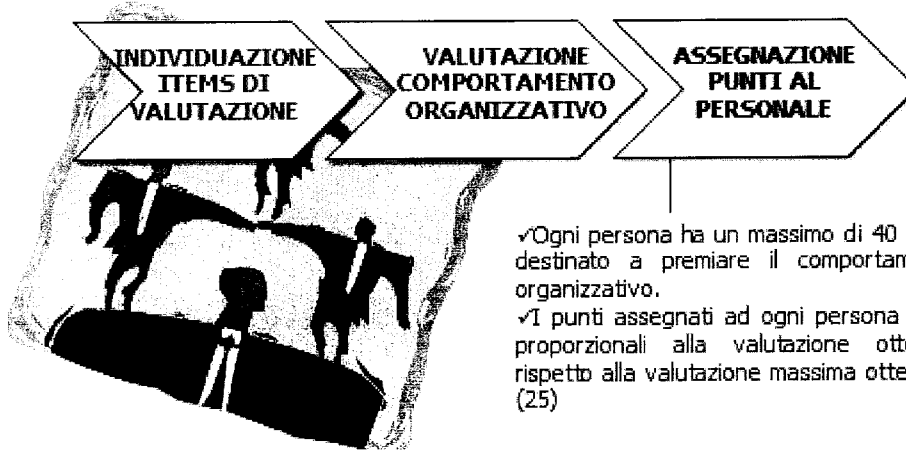 INDIVIDUAZIONE
ITEMS DI
VALUTAZIONE
VALUTAZIONE
COMPORTAMENTO
ORGANIZZATIVO
ASSEGNAZIONE
PUNTI AL
PERSONALE
✓Ogni persona ha un massimo di 40
destinato a premiare il comportam
organizzativo.
✓I punti assegnati ad ogni persona
proporzionali alla valutazione otte
rispetto alla valutazione massima otte
(25)